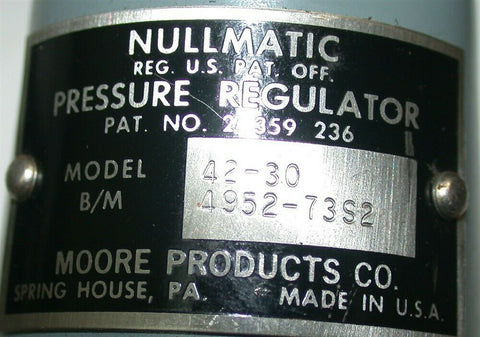 NULLMATIC
REG. U.S. PAT. OFF.
PRESSURE REGULATOR
PAT. NO. 2 359 236
MODEL 42-30
B/M 4952-73S2
MOORE PRODUCTS CO.
SPRING HOUSE, PA. MADE IN U.S.A.